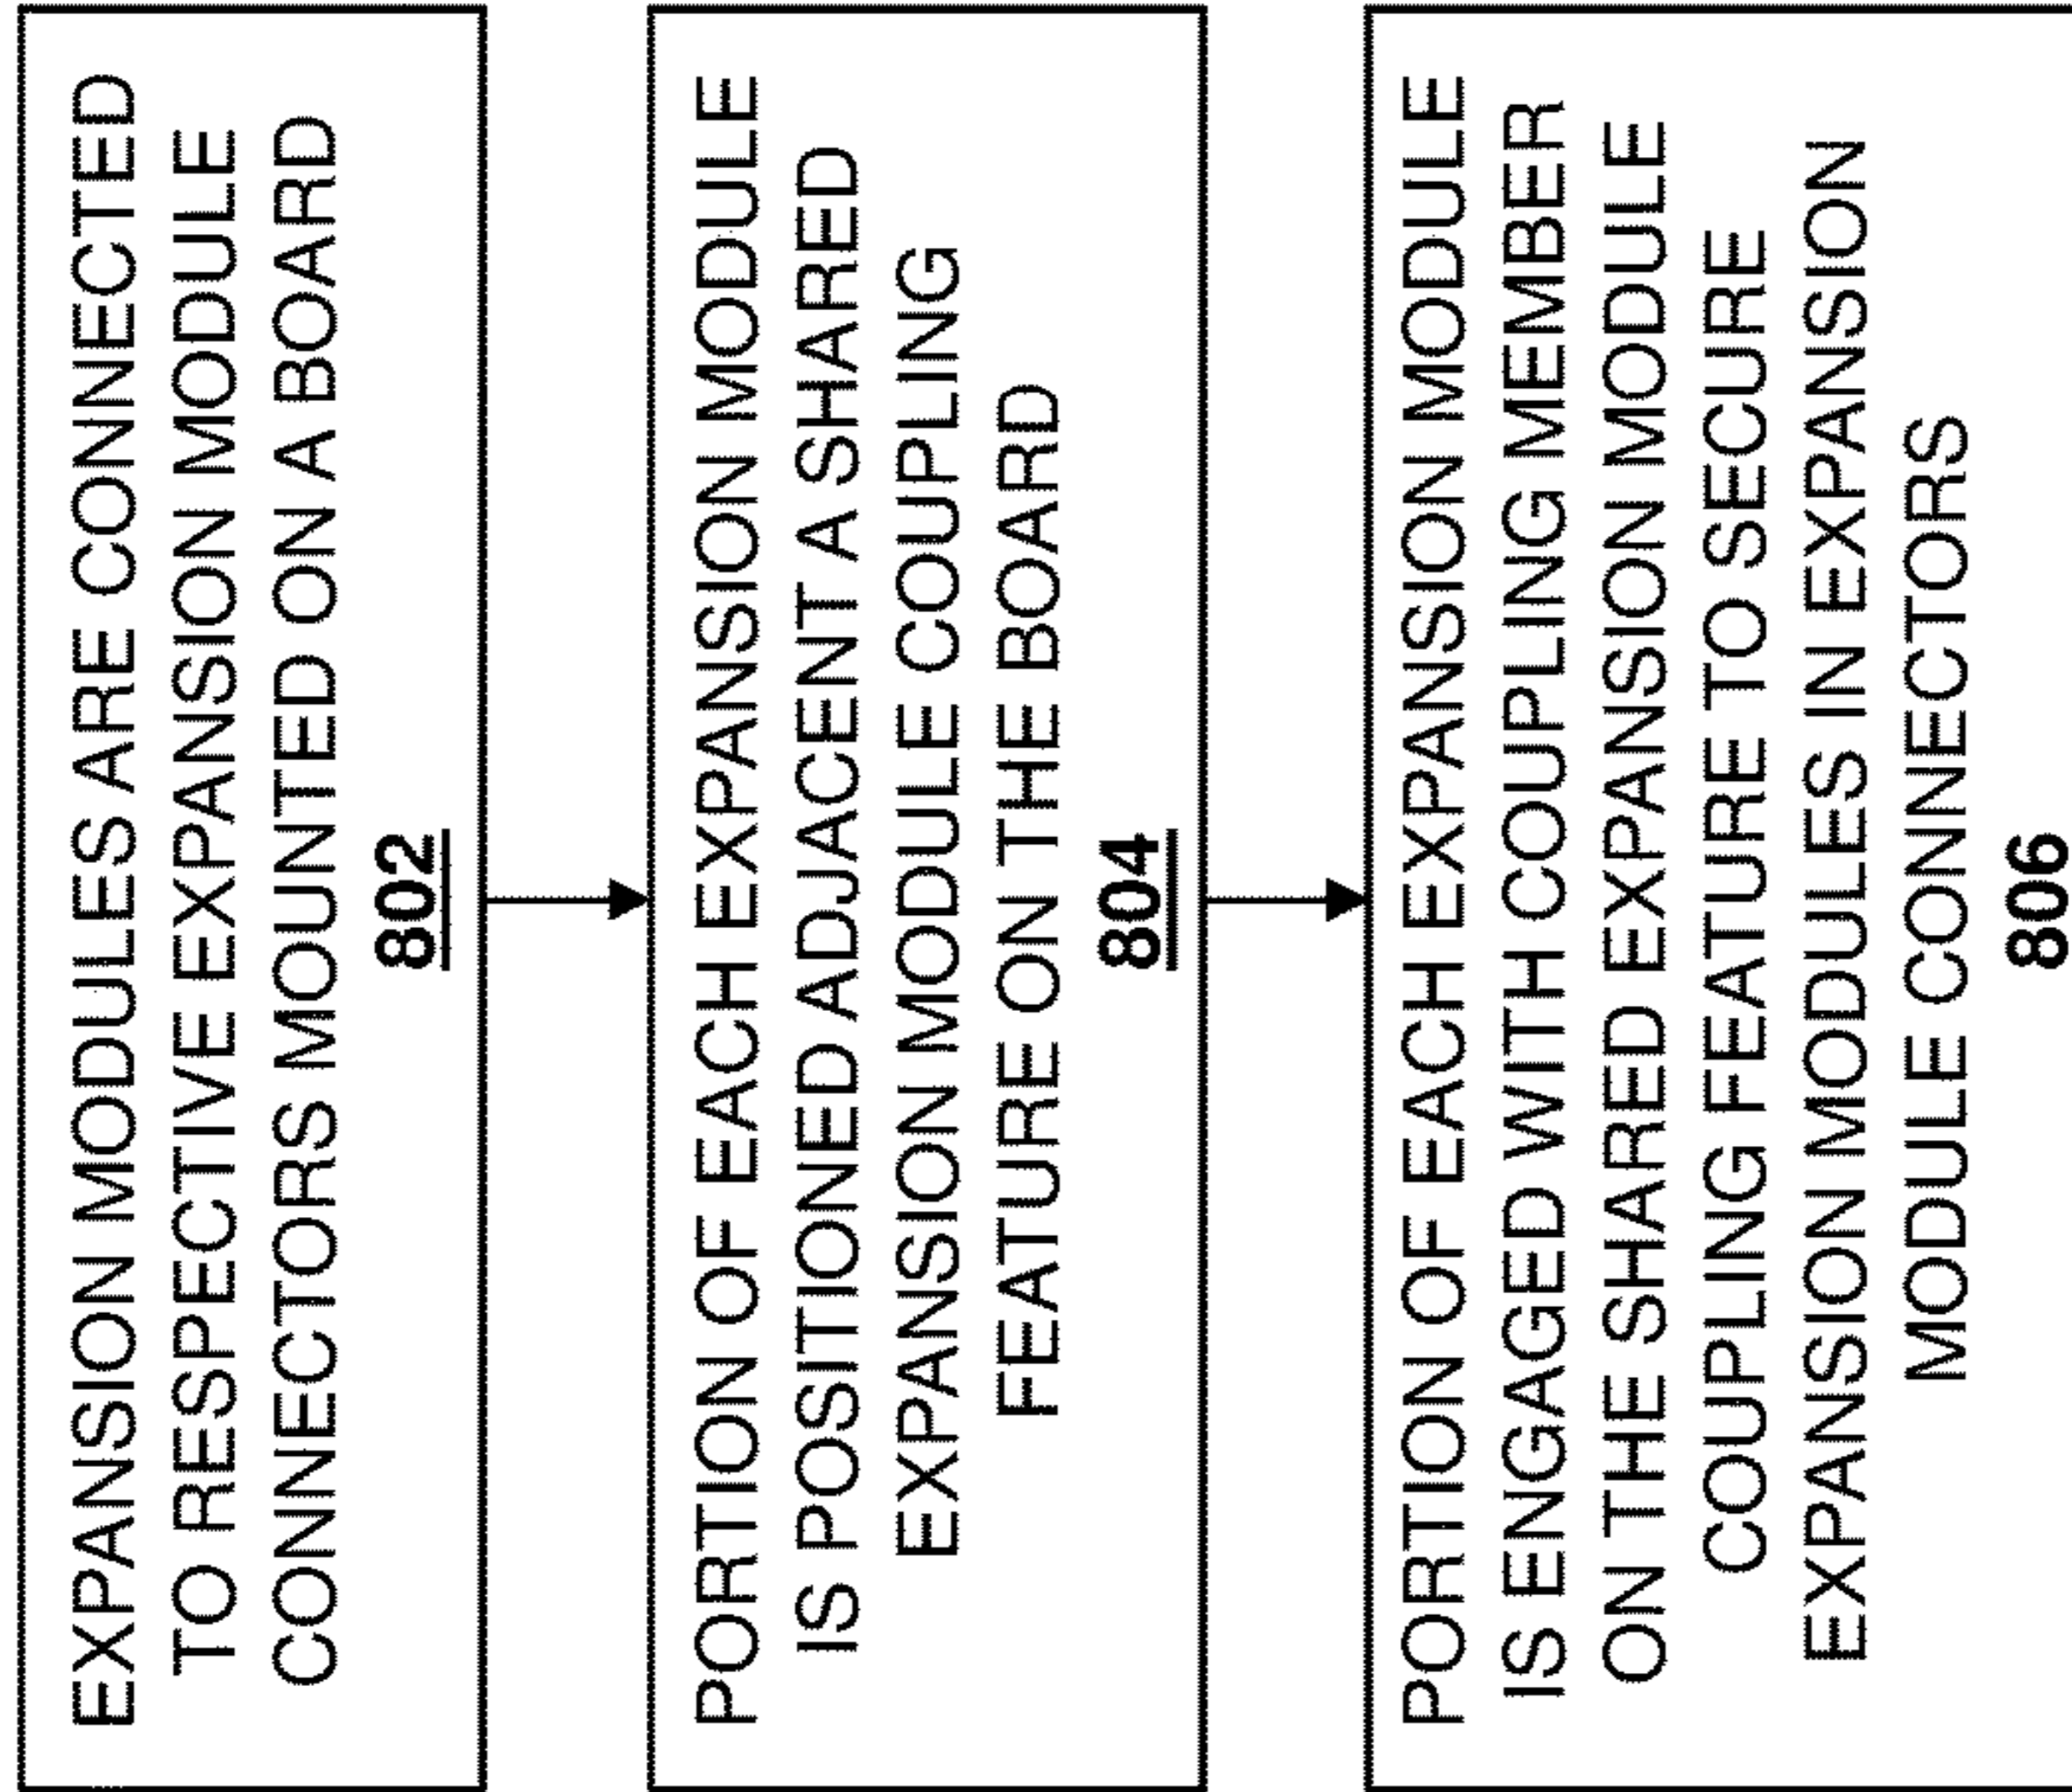 EXPANSION MODULES ARE CONNECTED
TO RESPECTIVE EXPANSION MODULE
CONNECTORS MOUNTED ON A BOARD
802
PORTION OF EACH EXPANSION MODULE
IS POSITIONED ADJACENT A SHARED
EXPANSION MODULE COUPLING
FEATURE ON THE BOARD
804
PORTION OF EACH EXPANSION MODULE
IS ENGAGED WITH COUPLING MEMBER
ON THE SHARED EXPANSION MODULE
COUPLING FEATURE TO SECURE
EXPANSION MODULES IN EXPANSION
MODULE CONNECTORS
806